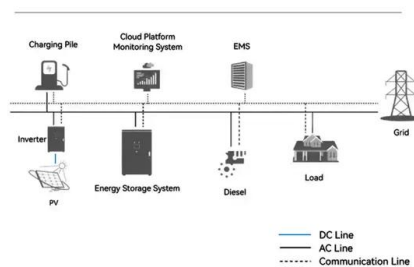 Charging Pile
Cloud Platform
Monitoring System
EMS
Grid
Inverter
PV
Energy Storage System
Diesel
Load
DC Line
AC Line
Communication Line